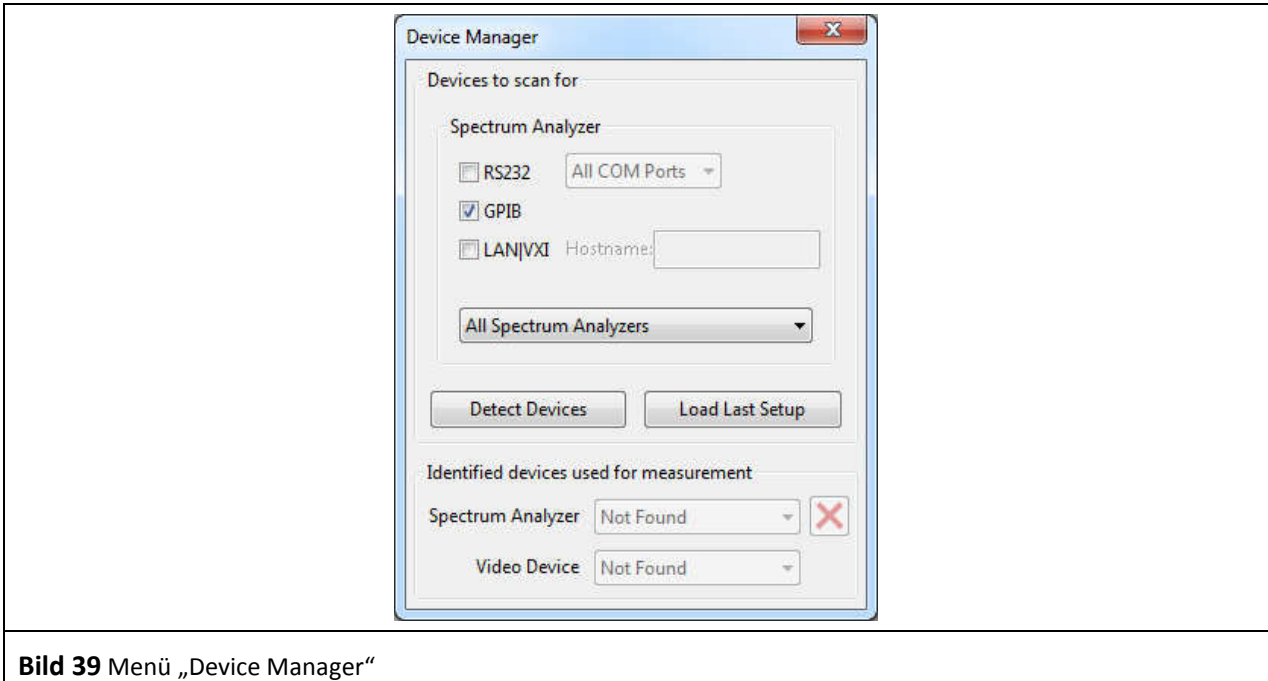 Device Manager
Devices to scan for
Spectrum Analyzer
RS232 All COM Ports
GPIB
LAN|VXI Hostname:
All Spectrum Analyzers
Detect Devices Load Last Setup
Identified devices used for measurement
Spectrum Analyzer Not Found
Video Device Not Found
Bild 39 Menü „Device Manager“